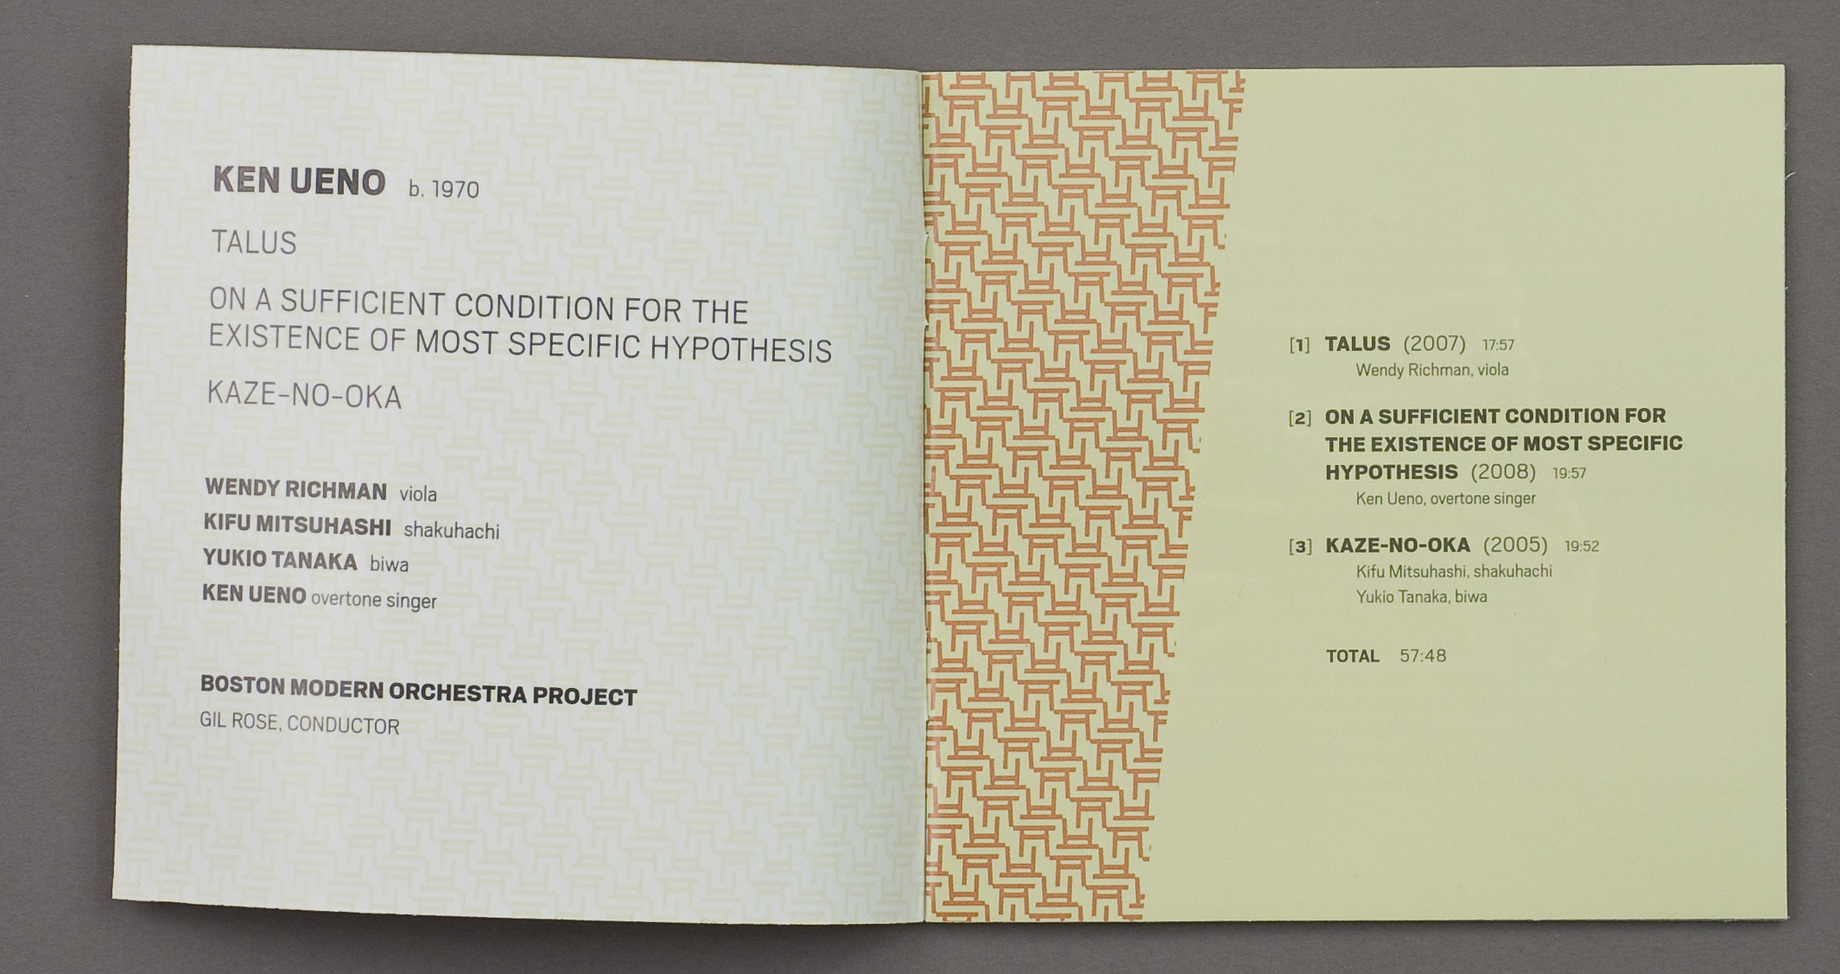 KEN UENO b. 1970
TALUS
ON A SUFFICIENT CONDITION FOR THE
EXISTENCE OF MOST SPECIFIC HYPOTHESIS
KAZE-NO-OKA
WENDY RICHMAN viola
KIFU MITSUHASHI shakuhachi
YUKIO TANAKA biwa
KEN UENO overtone singer
BOSTON MODERN ORCHESTRA PROJECT
GIL ROSE, CONDUCTOR
[1] TALUS (2007) 17:57
Wendy Richman, viola
[2] ON A SUFFICIENT CONDITION FOR
THE EXISTENCE OF MOST SPECIFIC
HYPOTHESIS (2008) 19:57
Ken Ueno, overtone singer
[3] KAZE-NO-OKA (2005) 19:52
Kifu Mitsuhashi, shakuhachi
Yukio Tanaka, biwa
TOTAL 57:48